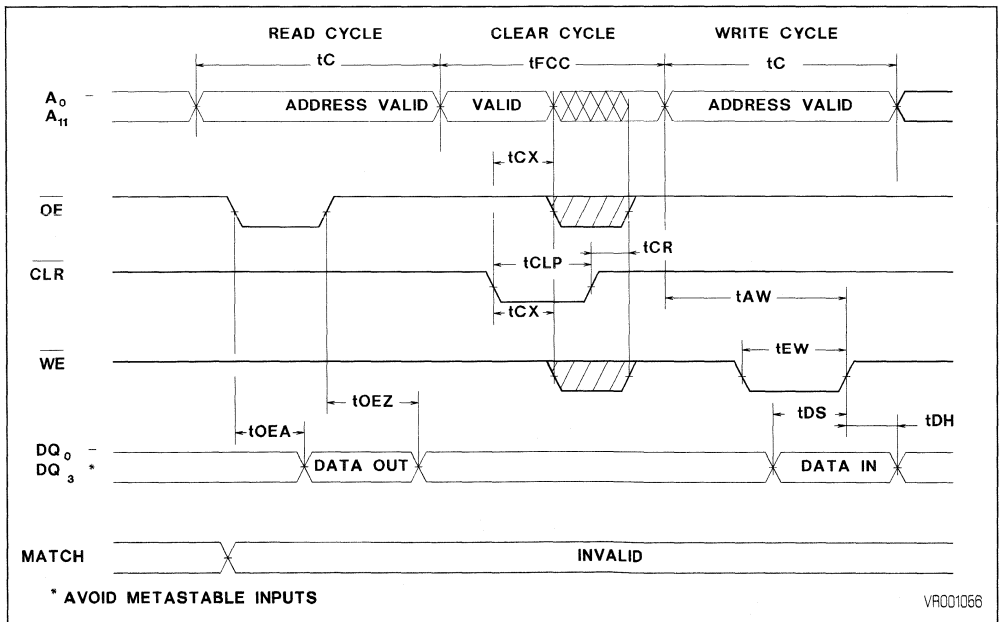 READ CYCLE CLEAR CYCLE WRITE CYCLE
tC tFCC tC
A0 – A11 ADDRESS VALID VALID ADDRESS VALID
tCX
OE
tCR
tCLP
CLR
tAW
tCX
tEW
WE
tOEZ tDS
tOEA tDH
DQ0 –
DQ3 * DATA OUT DATA IN
MATCH INVALID
* AVOID METASTABLE INPUTS
VR001056